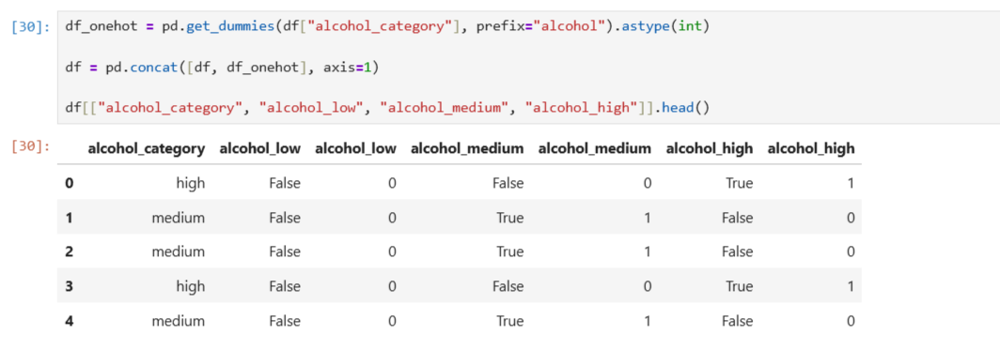 [30]: df_onehot = pd.get_dummies(df["alcohol_category"], prefix="alcohol").astype(int)
df = pd.concat([df, df_onehot], axis=1)
df[["alcohol_category", "alcohol_low", "alcohol_medium", "alcohol_high"]].head()
[30]: alcohol_category alcohol_low alcohol_low alcohol_medium alcohol_medium alcohol_high alcohol_high
0 high False 0 False 0 True 1
1 medium False 0 True 1 False 0
2 medium False 0 True 1 False 0
3 high False 0 False 0 True 1
4 medium False 0 True 1 False 0